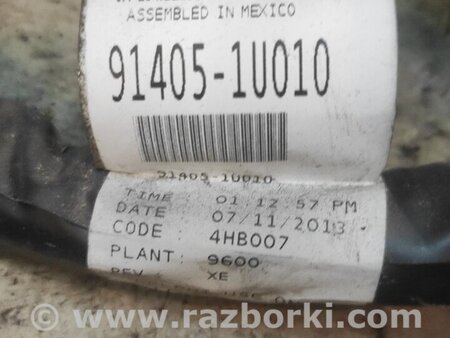 ASSEMBLED IN MEXICO
91405-1U010
91405-1U010
TIME : 01:12:57 PM
DATE : 07/11/2013
CODE : 4HB007
PLANT: 9600
REV : XE
www.razborki.com